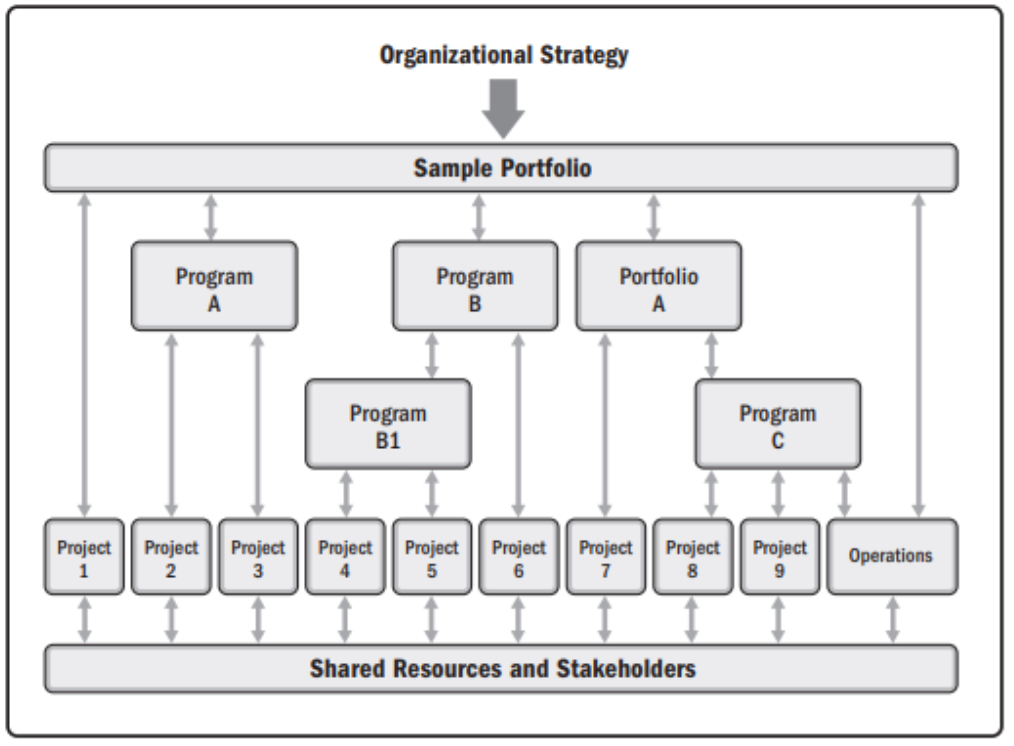 Organizational Strategy
Sample Portfolio
Program
A
Program
B
Portfolio
A
Program
B1
Program
C
Project
1
Project
2
Project
3
Project
4
Project
5
Project
6
Project
7
Project
8
Project
9
Operations
Shared Resources and Stakeholders